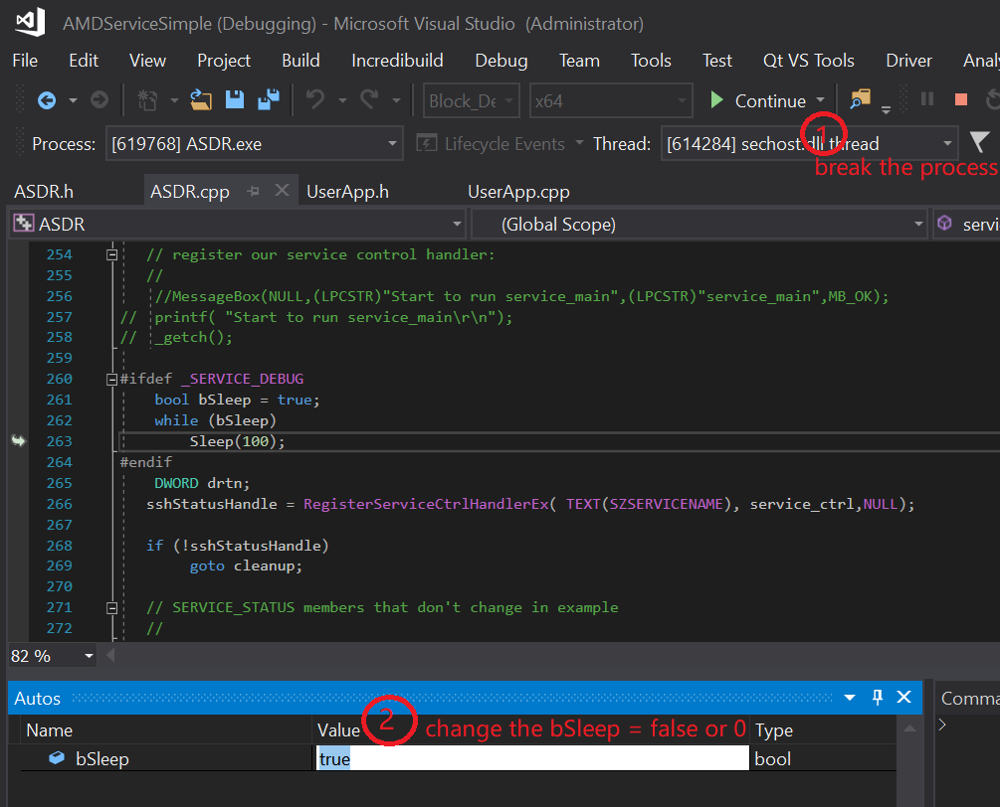 AMDServiceSimple (Debugging) - Microsoft Visual Studio (Administrator)
File Edit View Project Build Incredibuild Debug Team Tools Test Qt VS Tools Driver Analy
Block_De x64 Continue
Process: [619768] ASDR.exe Lifecycle Events Thread: [614284] sechost.dll thread
1
break the process
ASDR.h ASDR.cpp UserApp.h UserApp.cpp
ASDR (Global Scope) servi
254 // register our service control handler:
255 //
256 //MessageBox(NULL,(LPCSTR)"Start to run service_main",(LPCSTR)"service_main",MB_OK);
257 // printf( "Start to run service_main\r\n");
258 // _getch();
259
260 #ifdef _SERVICE_DEBUG
261 bool bSleep = true;
262 while (bSleep)
263 Sleep(100);
264 #endif
265 DWORD drtn;
266 sshStatusHandle = RegisterServiceCtrlHandlerEx( TEXT(SZSERVICENAME), service_ctrl,NULL);
267
268 if (!sshStatusHandle)
269 goto cleanup;
270
271 // SERVICE_STATUS members that don't change in example
272 //
82 %
Autos Comma
Name Value 2 change the bSleep = false or 0 Type >
bSleep true bool